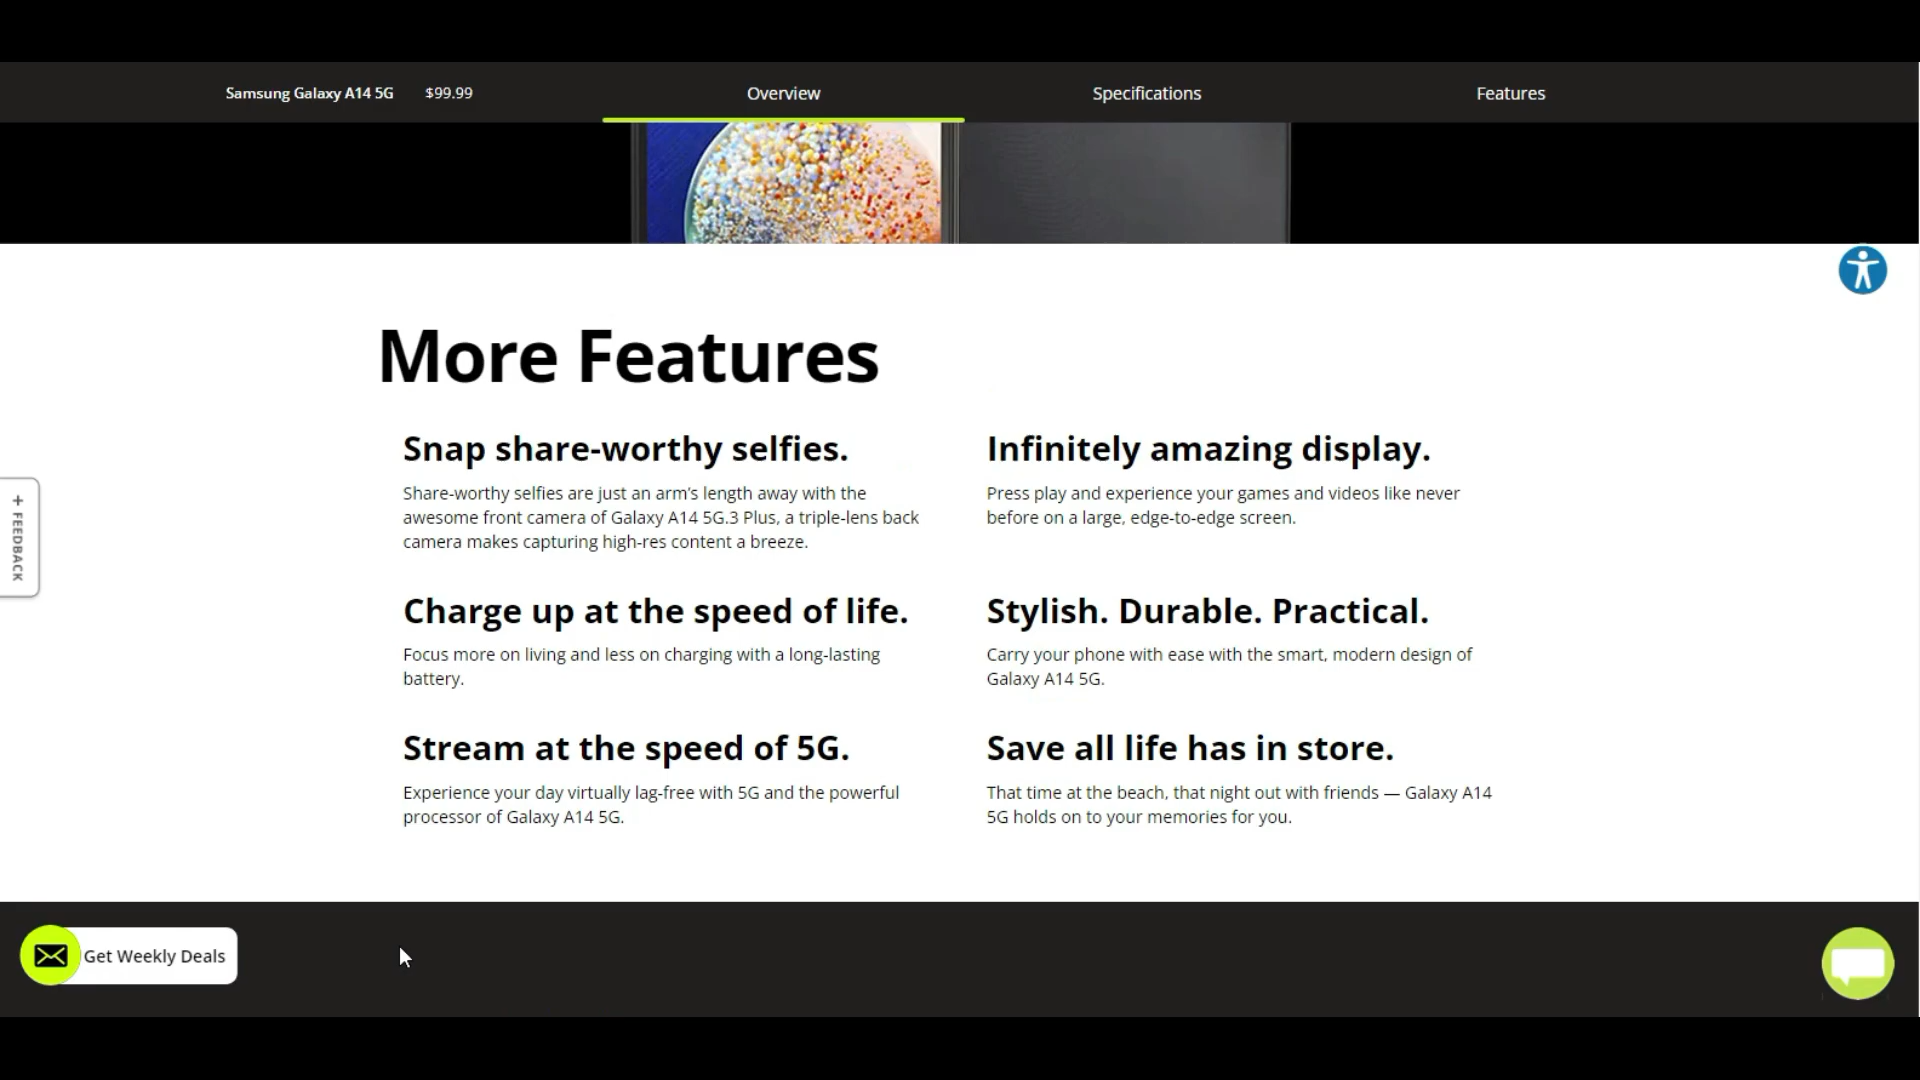 Samsung Galaxy A14 5G $99.99 Overview Specifications Features
More Features
Snap share-worthy selfies.
Share-worthy selfies are just an arm’s length away with the
awesome front camera of Galaxy A14 5G.3 Plus, a triple-lens back
camera makes capturing high-res content a breeze.
Infinitely amazing display.
Press play and experience your games and videos like never
before on a large, edge-to-edge screen.
Charge up at the speed of life.
Focus more on living and less on charging with a long-lasting
battery.
Stylish. Durable. Practical.
Carry your phone with ease with the smart, modern design of
Galaxy A14 5G.
Stream at the speed of 5G.
Experience your day virtually lag-free with 5G and the powerful
processor of Galaxy A14 5G.
Save all life has in store.
That time at the beach, that night out with friends — Galaxy A14
5G holds on to your memories for you.
+ FEEDBACK
Get Weekly Deals